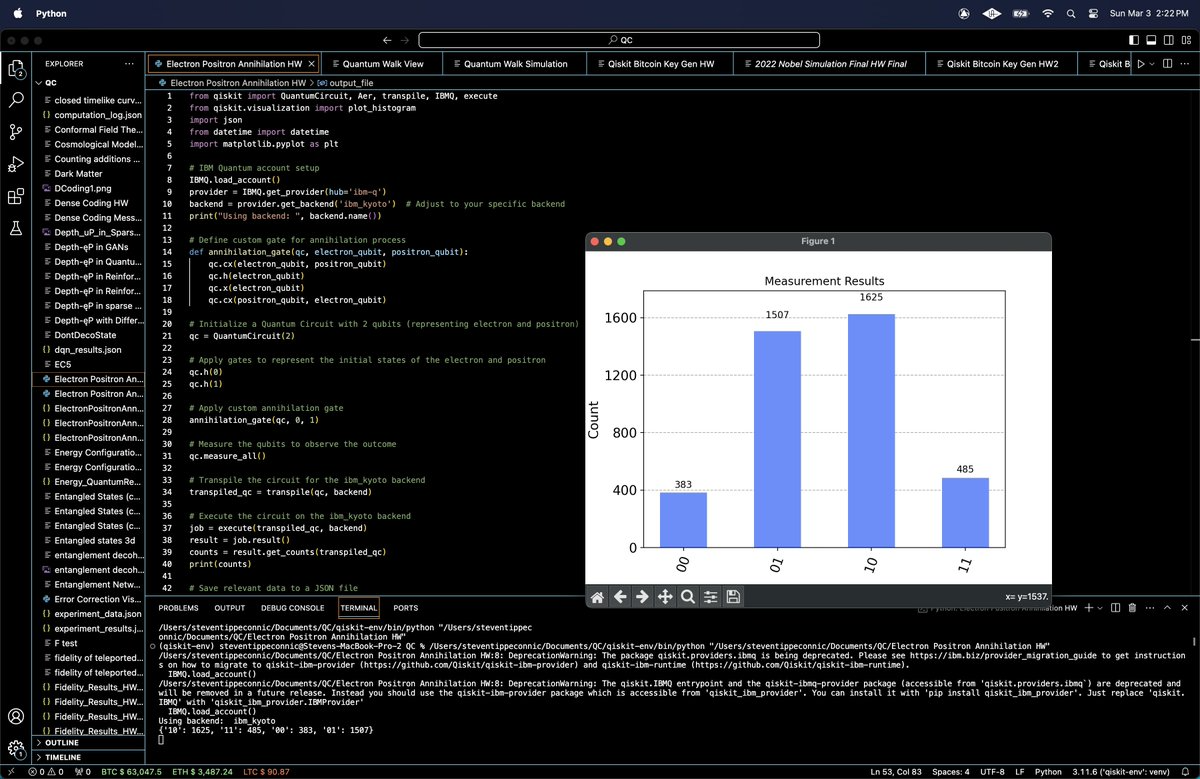 Python
Sun Mar 3 2:22 PM
QC
EXPLORER
QC
closed timelike curv...
computation_log.json
Conformal Field The...
Cosmological Model...
Counting additions ...
Dark Matter
DCoding1.png
Dense Coding HW
Dense Coding Mess...
Depth_uP_in_Spars...
Depth-ęP in GANs
Depth-ęP in Quantu...
Depth-ęP in Reinfor...
Depth-ęP in Reinfor...
Depth-ęP in sparse ...
Depth-ęP with Differ...
DontDecoState
dqn_results.json
EC5
Electron Positron An...
Electron Positron An...
ElectronPositronAnn...
ElectronPositronAnn...
ElectronPositronAnn...
Energy Configuratio...
Energy Configuratio...
Energy_QuantumRe...
Entangled States (c...
Entangled States (c...
Entangled States (c...
Entangled states 3d
entanglement decoh...
entanglement decoh...
Entanglement Netw...
Error Correction Vis...
experiment_data.json
experiment_results.j...
F test
fidelity of teleported...
fidelity of teleported...
Fidelity_Results_HW...
Fidelity_Results_HW...
Fidelity_Results_HW...
Fidelity_Results_HW...
OUTLINE
TIMELINE
Electron Positron Annihilation HW
Quantum Walk View
Quantum Walk Simulation
Qiskit Bitcoin Key Gen HW
2022 Nobel Simulation Final HW Final
Qiskit Bitcoin Key Gen HW2
Qiskit B
Electron Positron Annihilation HW > output_file
1 from qiskit import QuantumCircuit, Aer, transpile, IBMQ, execute
2 from qiskit.visualization import plot_histogram
3 import json
4 from datetime import datetime
5 import matplotlib.pyplot as plt
6
7 # IBM Quantum account setup
8 IBMQ.load_account()
9 provider = IBMQ.get_provider(hub='ibm-q')
10 backend = provider.get_backend('ibm_kyoto') # Adjust to your specific backend
11 print("Using backend: ", backend.name())
12
13 # Define custom gate for annihilation process
14 def annihilation_gate(qc, electron_qubit, positron_qubit):
15 qc.cx(electron_qubit, positron_qubit)
16 qc.h(electron_qubit)
17 qc.x(electron_qubit)
18 qc.cx(positron_qubit, electron_qubit)
19
20 # Initialize a Quantum Circuit with 2 qubits (representing electron and positron)
21 qc = QuantumCircuit(2)
22
23 # Apply gates to represent the initial states of the electron and positron
24 qc.h(0)
25 qc.h(1)
26
27 # Apply custom annihilation gate
28 annihilation_gate(qc, 0, 1)
29
30 # Measure the qubits to observe the outcome
31 qc.measure_all()
32
33 # Transpile the circuit for the ibm_kyoto backend
34 transpiled_qc = transpile(qc, backend)
35
36 # Execute the circuit on the ibm_kyoto backend
37 job = execute(transpiled_qc, backend)
38 result = job.result()
39 counts = result.get_counts(transpiled_qc)
40 print(counts)
41
42 # Save relevant data to a JSON file
Figure 1
Measurement Results
Count
1600
1200
800
400
0
383
1507
1625
485
00
01
10
11
x= y=1537.
PROBLEMS
OUTPUT
DEBUG CONSOLE
TERMINAL
PORTS
/Users/steventippeconnic/Documents/QC/qiskit-env/bin/python "/Users/steventippec
onnic/Documents/QC/Electron Positron Annihilation HW"
(qiskit-env) steventippeconnic@Stevens-MacBook-Pro-2 QC % /Users/steventippeconnic/Documents/QC/qiskit-env/bin/python "/Users/steventippeconnic/Documents/QC/Electron Positron Annihilation HW"
/Users/steventippeconnic/Documents/QC/Electron Positron Annihilation HW:8: DeprecationWarning: The package qiskit.providers.ibmq is being deprecated. Please see https://ibm.biz/provider_migration_guide to get instruction
s on how to migrate to qiskit-ibm-provider (https://github.com/Qiskit/qiskit-ibm-provider) and qiskit-ibm-runtime (https://github.com/Qiskit/qiskit-ibm-runtime).
IBMQ.load_account()
/Users/steventippeconnic/Documents/QC/Electron Positron Annihilation HW:8: DeprecationWarning: The qiskit.IBMQ entrypoint and the qiskit-ibmq-provider package (accessible from 'qiskit.providers.ibmq`) are deprecated and
will be removed in a future release. Instead you should use the qiskit-ibm-provider package which is accessible from 'qiskit_ibm_provider'. You can install it with 'pip install qiskit_ibm_provider'. Just replace 'qiskit.
IBMQ' with 'qiskit_ibm_provider.IBMProvider'
IBMQ.load_account()
Using backend: ibm_kyoto
{'10': 1625, '11': 485, '00': 383, '01': 1507}
0 0 0
BTC $ 63,047.5
ETH $ 3,487.24
LTC $ 90.87
Ln 53, Col 83
Spaces: 4
UTF-8
LF
Python
3.11.6 ('qiskit-env': venv)